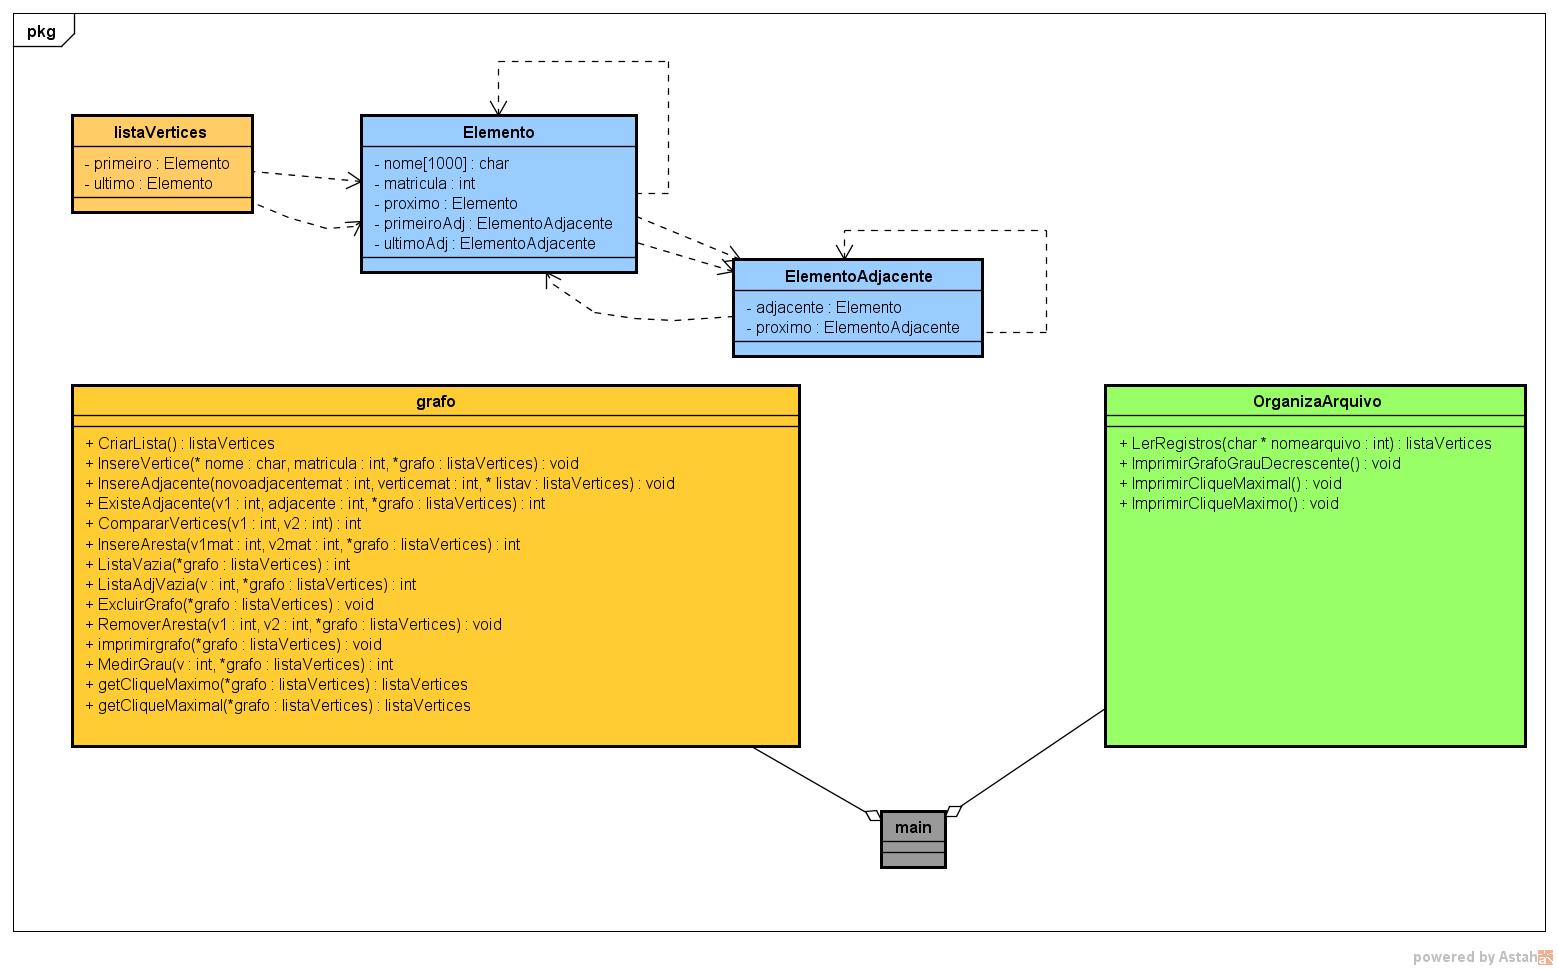 pkg
listaVertices
- primeiro : Elemento
- ultimo : Elemento
Elemento
- nome[1000] : char
- matricula : int
- proximo : Elemento
- primeiroAdj : ElementoAdjacente
- ultimoAdj : ElementoAdjacente
ElementoAdjacente
- adjacente : Elemento
- proximo : ElementoAdjacente
grafo
+ CriarLista() : listaVertices
+ InsereVertice(* nome : char, matricula : int, *grafo : listaVertices) : void
+ InsereAdjacente(novoadjacentemat : int, verticemat : int, * listav : listaVertices) : void
+ ExisteAdjacente(v1 : int, adjacente : int, *grafo : listaVertices) : int
+ CompararVertices(v1 : int, v2 : int) : int
+ InsereAresta(v1mat : int, v2mat : int, *grafo : listaVertices) : int
+ ListaVazia(*grafo : listaVertices) : int
+ ListaAdjVazia(v : int, *grafo : listaVertices) : int
+ ExcluirGrafo(*grafo : listaVertices) : void
+ RemoverAresta(v1 : int, v2 : int, *grafo : listaVertices) : void
+ imprimirgrafo(*grafo : listaVertices) : void
+ MedirGrau(v : int, *grafo : listaVertices) : int
+ getCliqueMaximo(*grafo : listaVertices) : listaVertices
+ getCliqueMaximal(*grafo : listaVertices) : listaVertices
OrganizaArquivo
+ LerRegistros(char * nomearquivo : int) : listaVertices
+ ImprimirGrafoGrauDecrescente() : void
+ ImprimirCliqueMaximal() : void
+ ImprimirCliqueMaximo() : void
main
powered by Astah